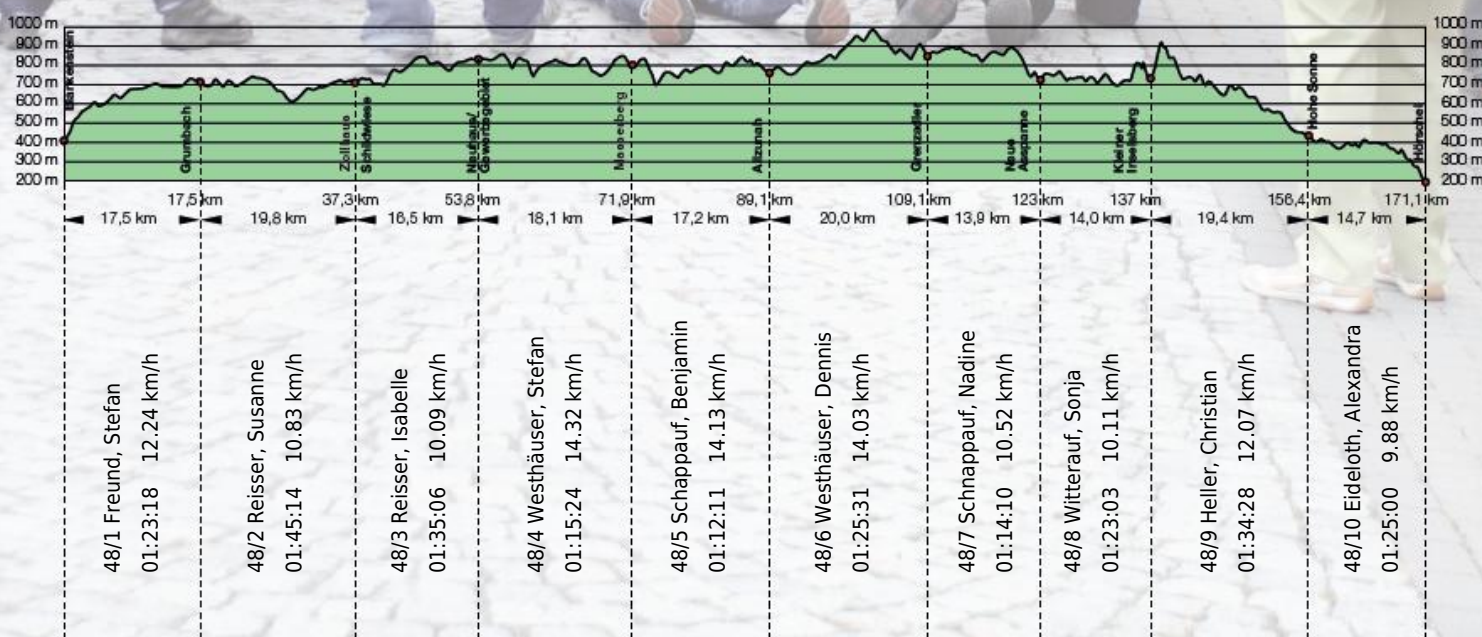 1000 m
900 m
800 m
700 m
600 m
500 m
400 m
300 m
200 m
1000 m
900 m
800 m
700 m
600 m
500 m
400 m
300 m
200 m
Blankenstein
Grumbach
Zollhaus
Schildwiese
Neuhaus/
Masserberg
Allzunah
Grenzadler
Neue
Ausspanne
Kleiner
Inselsberg
Hohe Sonne
Hörschel
17,5 km
37,3 km
53,8 km
71,9 km
89,1 km
109,1 km
123 km
137 km
156,4 km
171,1 km
17,5 km
19,8 km
16,5 km
18,1 km
17,2 km
20,0 km
13,9 km
14,0 km
19,4 km
14,7 km
48/1 Freund, Stefan
01:23:18 12.24 km/h
48/2 Reisser, Susanne
01:45:14 10.83 km/h
48/3 Reisser, Isabelle
01:35:06 10.09 km/h
48/4 Westhäuser, Stefan
01:15:24 14.32 km/h
48/5 Schappauf, Benjamin
01:12:11 14.13 km/h
48/6 Westhäuser, Dennis
01:25:31 14.03 km/h
48/7 Schnappauf, Nadine
01:14:10 10.52 km/h
48/8 Witterauf, Sonja
01:23:03 10.11 km/h
48/9 Heller, Christian
01:34:28 12.07 km/h
48/10 Eideloth, Alexandra
01:25:00 9.88 km/h